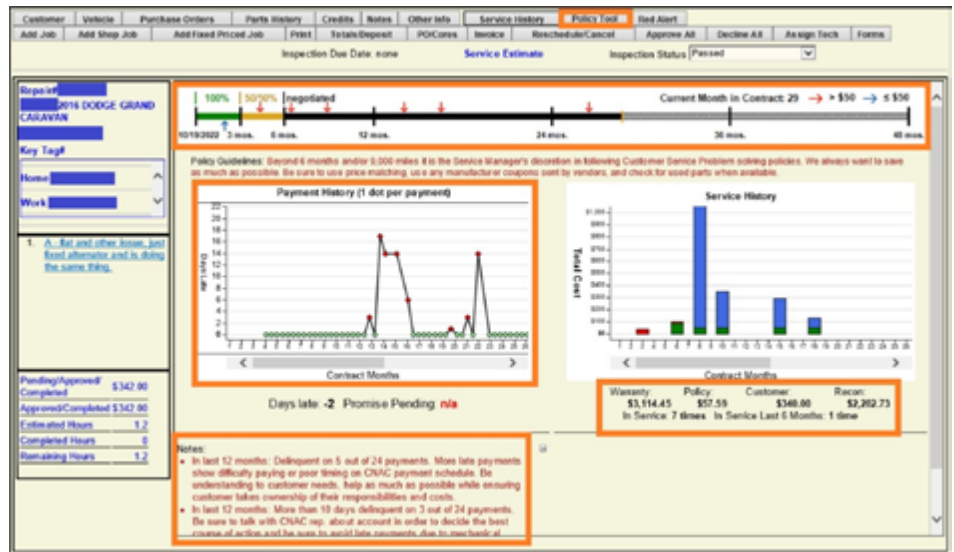 Customer Vehicle Purchase Orders Parts History Credits Notes Other Info Service History Policy Tool Red Alert
Add Job Add Shop Job Add Fixed Priced Job Print Totals/Deposit PO/Cores Invoice Reschedule/Cancel Approve All Decline All Assign Tech Forms
Inspection Due Date: none Service Estimate Inspection Status Passed
Repair#
2016 DODGE GRAND
CARAVAN
Key Tag#
Home
Work
1. A - flat and other issue, just
fixed alternator and is doing
the same thing.
Pending/Approved/
Completed $342.00
Approved/Completed $342.00
Estimated Hours 1.2
Completed Hours 0
Remaining Hours 1.2
100% 50/50% negotiated Current Month in Contract: 29 → > $50 → ≤ $50
10/19/2022 3 mos. 6 mos. 12 mos. 24 mos. 36 mos. 48 mos.
Policy Guidelines: Beyond 6 months and/or 9,000 miles it is the Service Manager's discretion in following Customer Service Problem solving policies. We always want to save
as much as possible. Be sure to use price matching, use any manufacturer coupons sent by vendors, and check for used parts when available.
Payment History (1 dot per payment)
Days Late
22
20
18
16
14
12
10
8
6
4
2
0
Contract Months
Days late: -2 Promise Pending: n/a
Service History
Total Cost
Contract Months
Warranty: Policy: Customer: Recon:
$3,114.45 $57.59 $340.00 $2,202.73
In Service: 7 times In Service Last 6 Months: 1 time
Notes:
• In last 12 months: Delinquent on 5 out of 24 payments. More late payments
show difficulty paying or poor timing on CNAC payment schedule. Be
understanding to customer needs, help as much as possible while ensuring
customer takes ownership of their responsibilities and costs.
• In last 12 months: More than 10 days delinquent on 3 out of 24 payments.
Be sure to talk with CNAC rep. about account in order to decide the best
course of action and be sure to avoid late payments due to mechanical